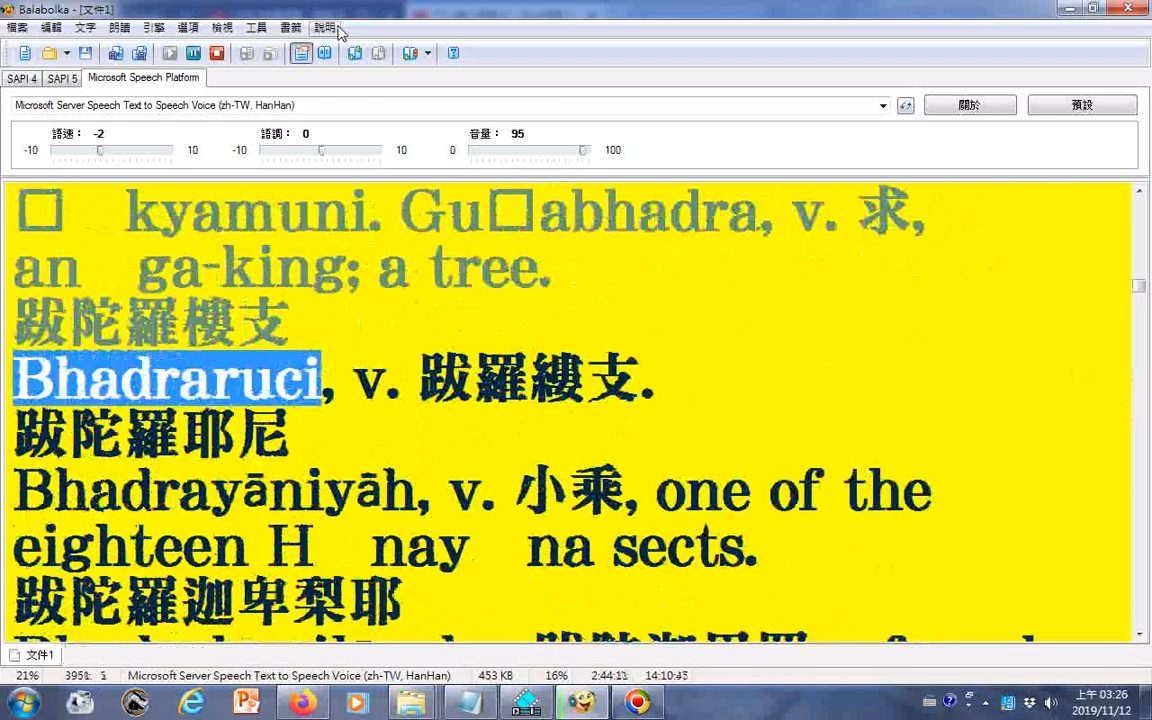 Balabolka - [文件1]
檔案 編輯 文字 朗讀 引擎 選項 檢視 工具 書籤 說明
SAPI 4 SAPI 5 Microsoft Speech Platform
Microsoft Server Speech Text to Speech Voice (zh-TW, HanHan) 關於 預設
語速: -2 語調: 0 音量: 95
-10 10 -10 10 0 100
□ kyamuni. Gu□abhadra, v. 求,
an ga-king; a tree.
跋陀羅樓支
Bhadraruci, v. 跋羅縷支.
跋陀羅耶尼
Bhadrayāniyāh, v. 小乘, one of the
eighteen H nay na sects.
跋陀羅迦卑梨耶
文件1
21% 395: 1 Microsoft Server Speech Text to Speech Voice (zh-TW, HanHan) 453 KB 16% 2:44:11 14:10:45
上午 03:26
2019/11/12